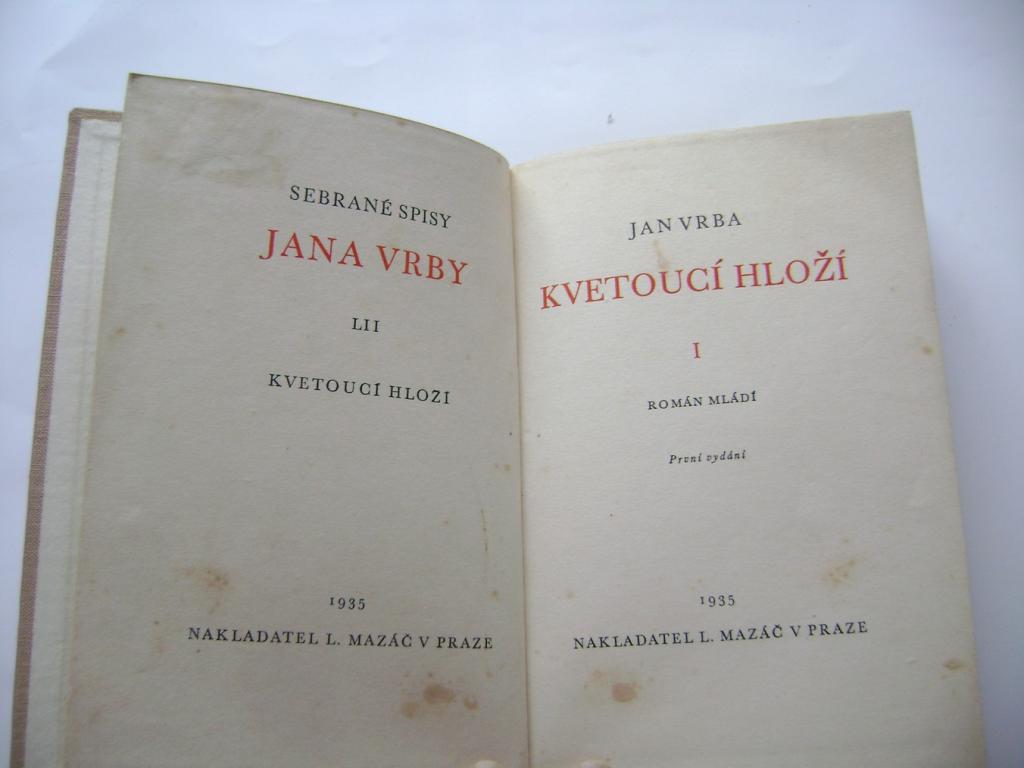 SEBRANÉ SPISY
JANA VRBY
LII
KVETOUCÍ HLOZI
1935
NAKLADATEL L. MAZÁČ V PRAZE
JAN VRBA
KVETOUCÍ HLOŽÍ
I
ROMÁN MLÁDÍ
První vydání
1935
NAKLADATEL L. MAZÁČ V PRAZE